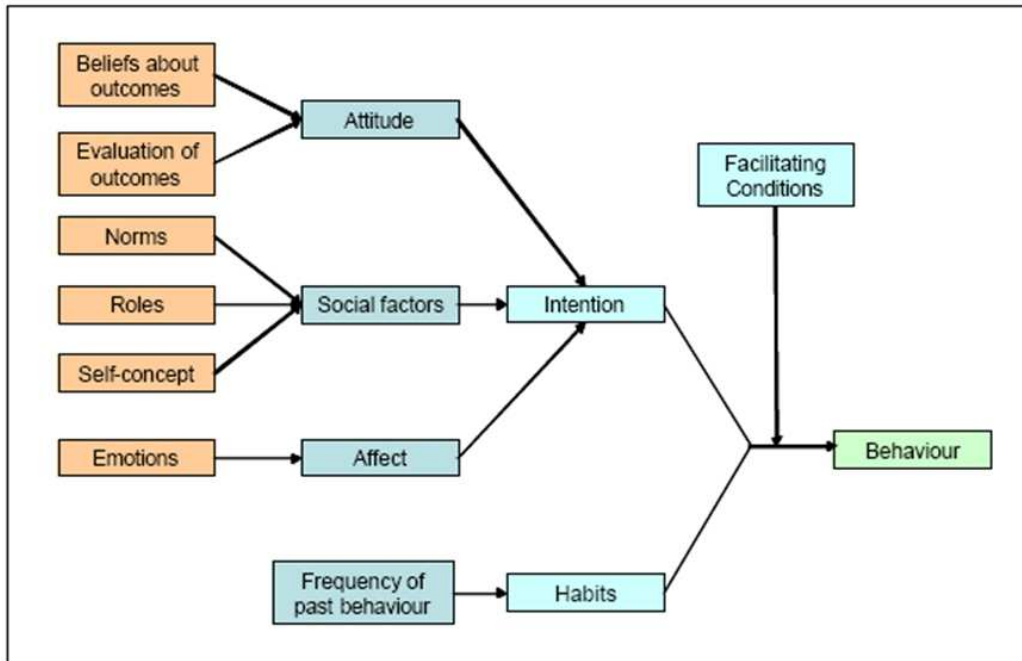 Beliefs about
outcomes
Evaluation of
outcomes
Norms
Roles
Self-concept
Emotions
Attitude
Social factors
Affect
Frequency of
past behaviour
Intention
Habits
Facilitating
Conditions
Behaviour